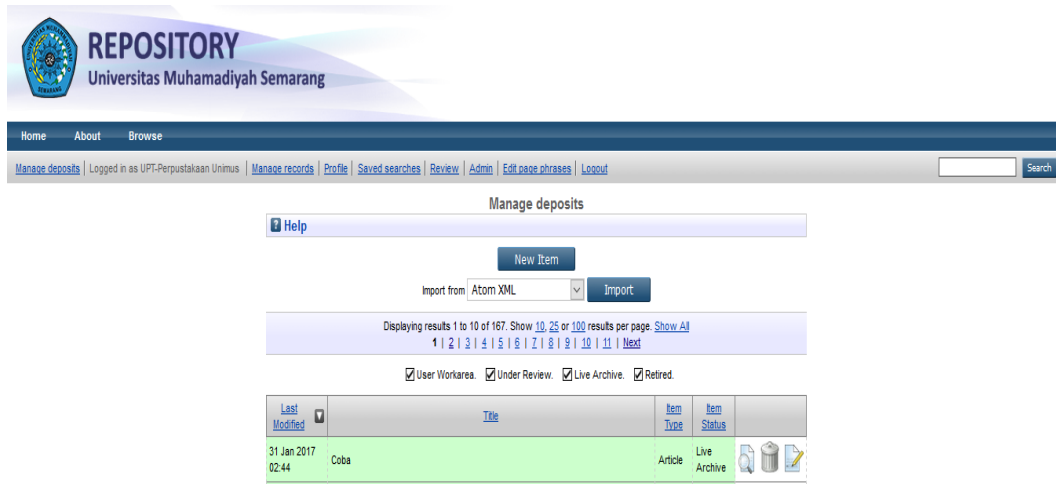 REPOSITORY
Universitas Muhamadiyah Semarang
Home About Browse
Manage deposits | Logged in as UPT-Perpustakaan Unimus | Manage records | Profile | Saved searches | Review | Admin | Edit page phrases | Logout
Search
Manage deposits
? Help
New Item
Import from Atom XML Import
Displaying results 1 to 10 of 167. Show 10, 25 or 100 results per page. Show All
1 | 2 | 3 | 4 | 5 | 6 | 7 | 8 | 9 | 10 | 11 | Next
User Workarea. Under Review. Live Archive. Retired.
Last Modified Title Item Type Item Status
31 Jan 2017 02:44 Coba Article Live Archive